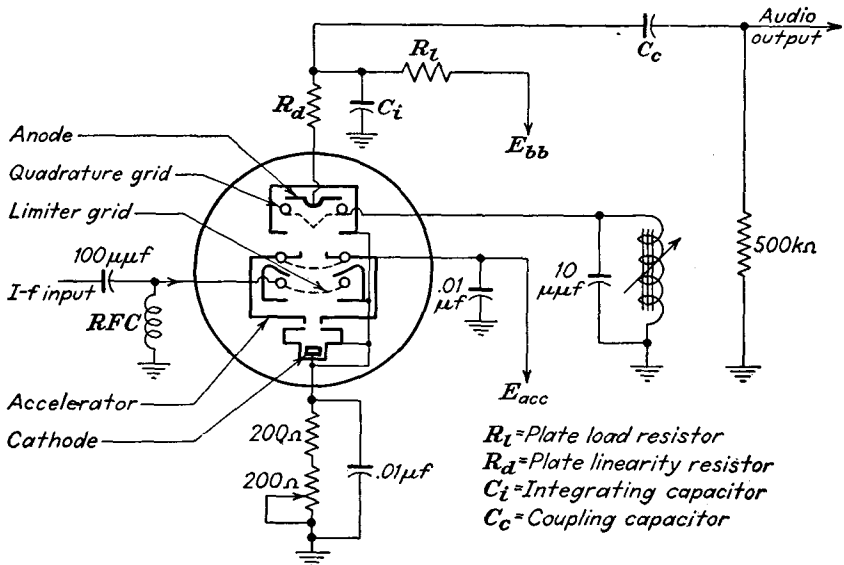 Audio
output
C_c
R_l
R_d
C_i
E_bb
Anode
Quadrature grid
Limiter grid
100μμf
I-f input
RFC
.01
μf
10
μμf
500kΩ
Accelerator
E_acc
Cathode
200Ω
200Ω
.01μf
R_l=Plate load resistor
R_d=Plate linearity resistor
C_i=Integrating capacitor
C_c=Coupling capacitor